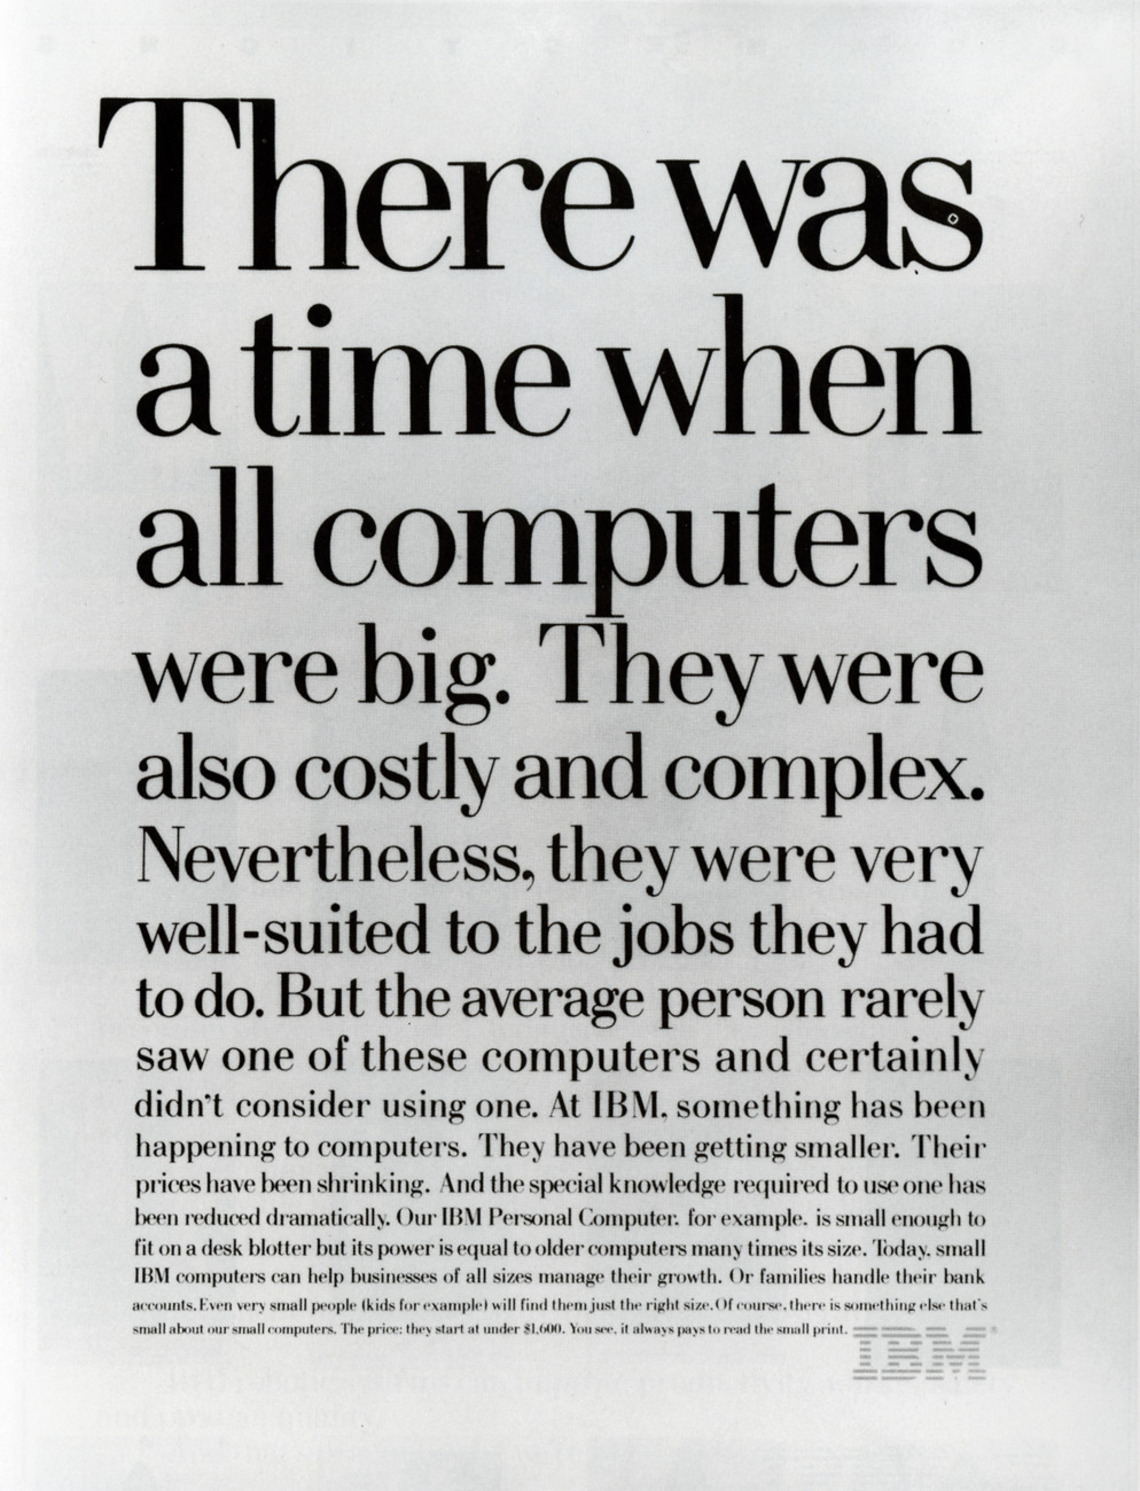 There was
a time when
all computers
were big. They were
also costly and complex.
Nevertheless, they were very
well-suited to the jobs they had
to do. But the average person rarely
saw one of these computers and certainly
didn't consider using one. At IBM, something has been
happening to computers. They have been getting smaller. Their
prices have been shrinking. And the special knowledge required to use one has
been reduced dramatically. Our IBM Personal Computer, for example, is small enough to
fit on a desk blotter but its power is equal to older computers many times its size. Today, small
IBM computers can help businesses of all sizes manage their growth. Or families handle their bank
accounts. Even very small people (kids for example) will find them just the right size. Of course, there is something else that's
small about our small computers. The price: they start at under $1,600. You see, it always pays to read the small print.
IBM®